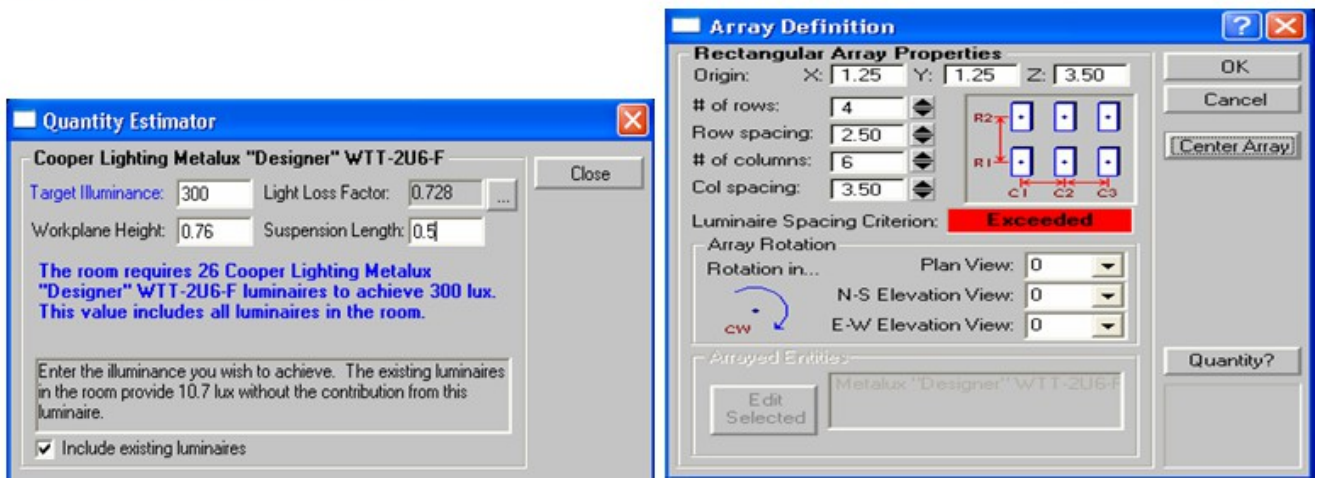 Quantity Estimator
Cooper Lighting Metalux "Designer" WTT-2U6-F
Close
Target Illuminance: 300 Light Loss Factor: 0.728 ...
Workplane Height: 0.76 Suspension Length: 0.5
The room requires 26 Cooper Lighting Metalux
"Designer" WTT-2U6-F luminaires to achieve 300 lux.
This value includes all luminaires in the room.
Enter the illuminance you wish to achieve. The existing luminaires
in the room provide 10.7 lux without the contribution from this
luminaire.
Include existing luminaires
Array Definition
Rectangular Array Properties
Origin: X: 1.25 Y: 1.25 Z: 3.50
OK
# of rows: 4
Cancel
Row spacing: 2.50
# of columns: 6
Center Array
Col spacing: 3.50
R2
R1
C1 C2 C3
Luminaire Spacing Criterion: Exceeded
Array Rotation
Rotation in... Plan View: 0
N-S Elevation View: 0
CW
E-W Elevation View: 0
Arrayed Entities
Quantity?
Metalux "Designer" WTT-2U6-F
Edit
Selected